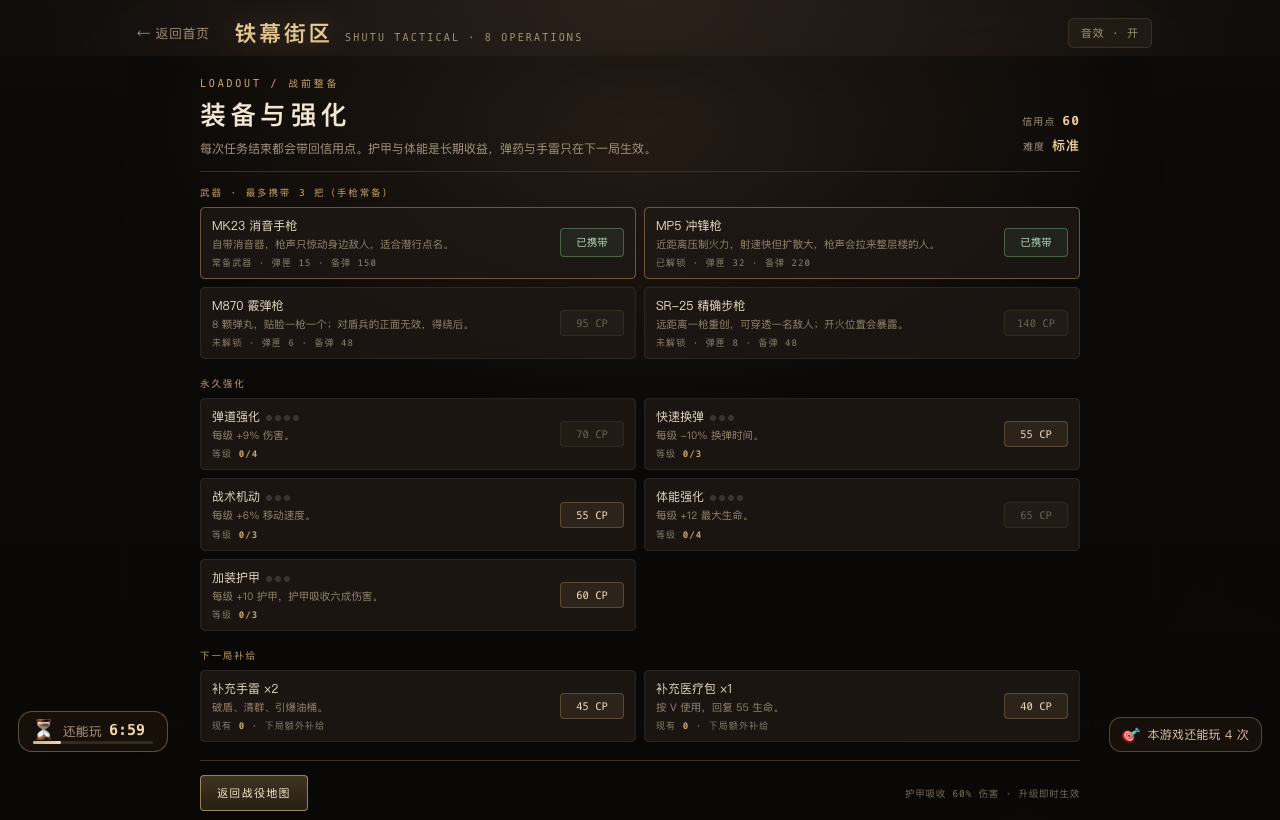 ← 返回首页
铁幕街区 SHUTU TACTICAL · 8 OPERATIONS
音效 · 开
LOADOUT / 战前整备
装备与强化
每次任务结束都会带回信用点。护甲与体能是长期收益，弹药与手雷只在下一局生效。
信用点 60
难度 标准
武器 · 最多携带 3 把（手枪常备）
MK23 消音手枪
自带消音器，枪声只惊动身边敌人，适合潜行点名。
常备武器 · 弹匣 15 · 备弹 150
已携带
MP5 冲锋枪
近距离压制火力，射速快但扩散大，枪声会拉来整层楼的人。
已解锁 · 弹匣 32 · 备弹 220
已携带
M870 霰弹枪
8 颗弹丸，贴脸一枪一个；对盾兵的正面无效，得绕后。
未解锁 · 弹匣 6 · 备弹 48
95 CP
SR-25 精确步枪
远距离一枪重创，可穿透一名敌人；开火位置会暴露。
未解锁 · 弹匣 8 · 备弹 48
140 CP
永久强化
弹道强化
每级 +9% 伤害。
等级 0/4
70 CP
快速换弹
每级 -10% 换弹时间。
等级 0/3
55 CP
战术机动
每级 +6% 移动速度。
等级 0/3
55 CP
体能强化
每级 +12 最大生命。
等级 0/4
65 CP
加装护甲
每级 +10 护甲，护甲吸收六成伤害。
等级 0/3
60 CP
下一局补给
补充手雷 ×2
破盾、清群、引爆油桶。
现有 0 · 下局额外补给
45 CP
补充医疗包 ×1
按 V 使用，回复 55 生命。
现有 0 · 下局额外补给
40 CP
还能玩 6:59
本游戏还能玩 4 次
返回战役地图
护甲吸收 60% 伤害 · 升级即时生效